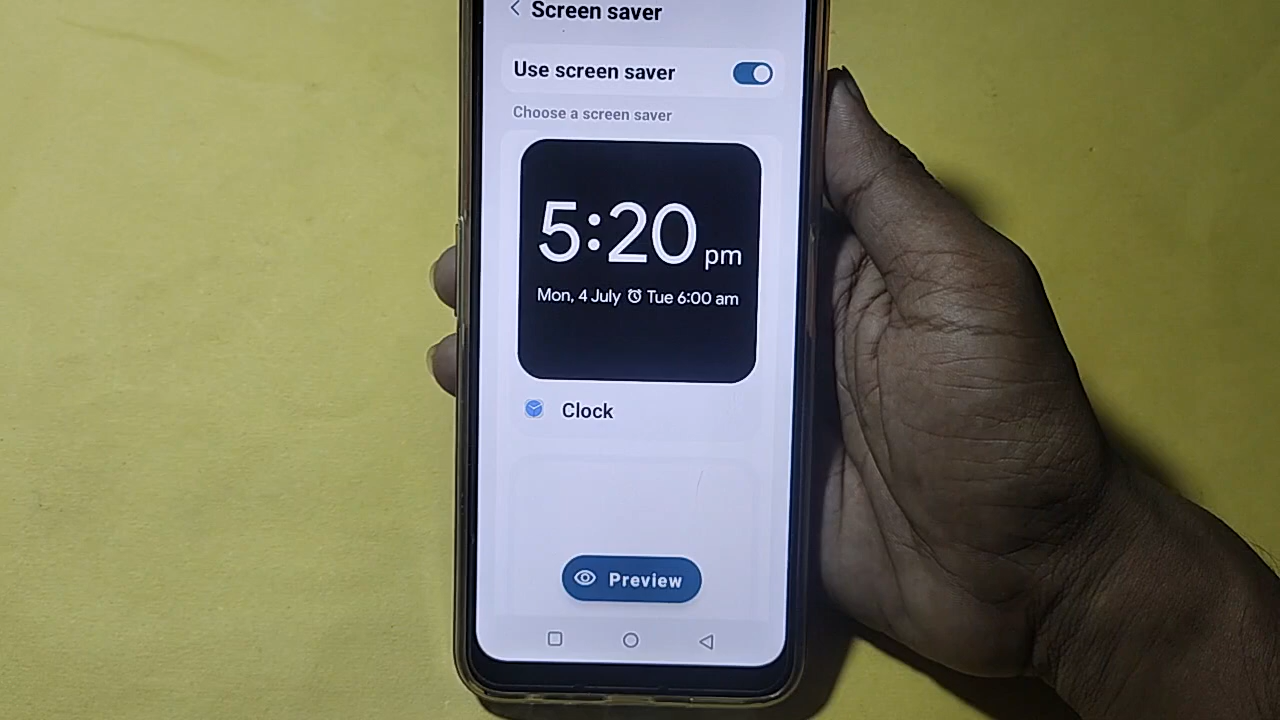 Screen saver
Use screen saver
Choose a screen saver
5:20 pm
Mon, 4 July Tue 6:00 am
Clock
Preview